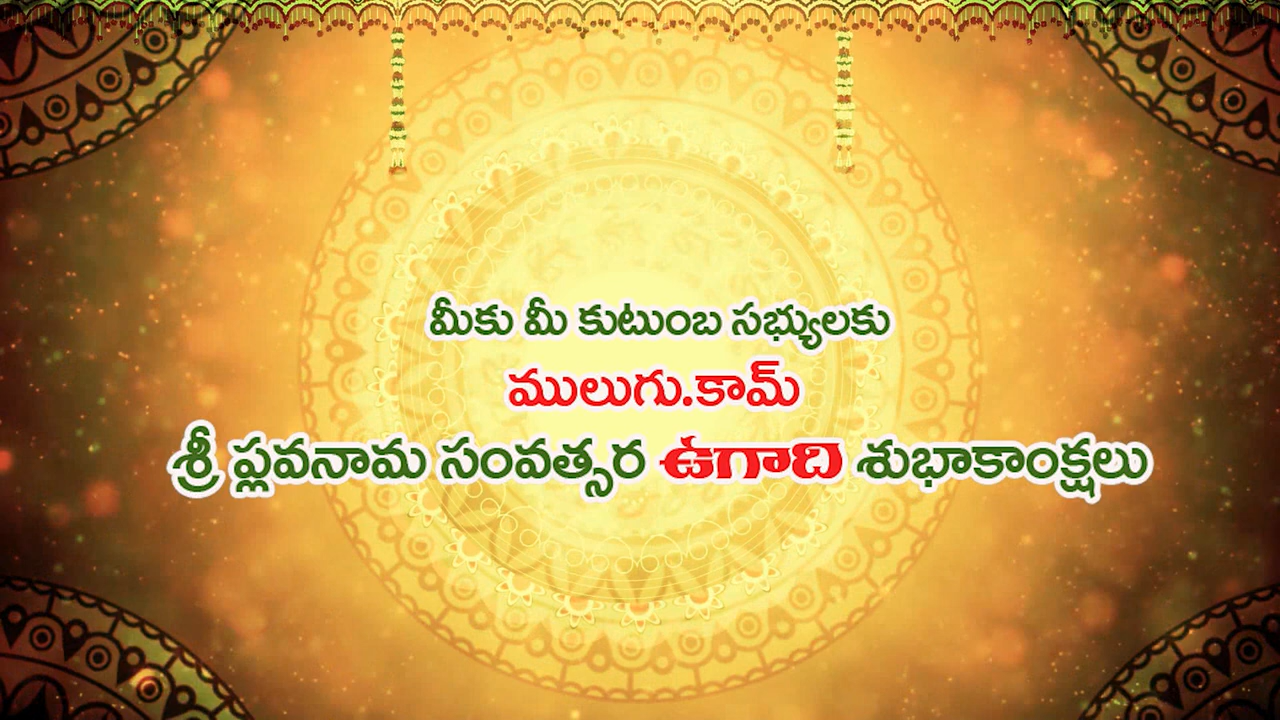 మీకు మీ కుటుంబ సభ్యులకు
ములుగు.కామ్
శ్రీ ప్లవనామ సంవత్సర ఉగాది శుభాకాంక్షలు